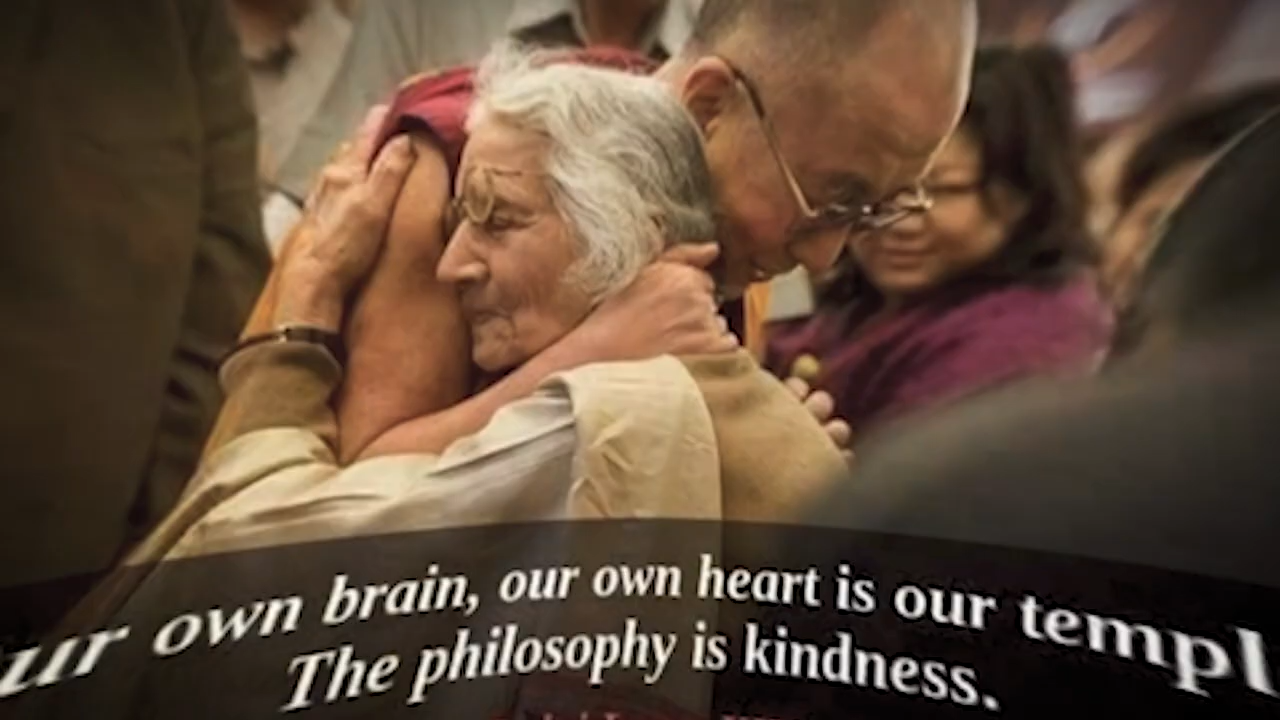 ur own brain, our own heart is our templ
The philosophy is kindness.